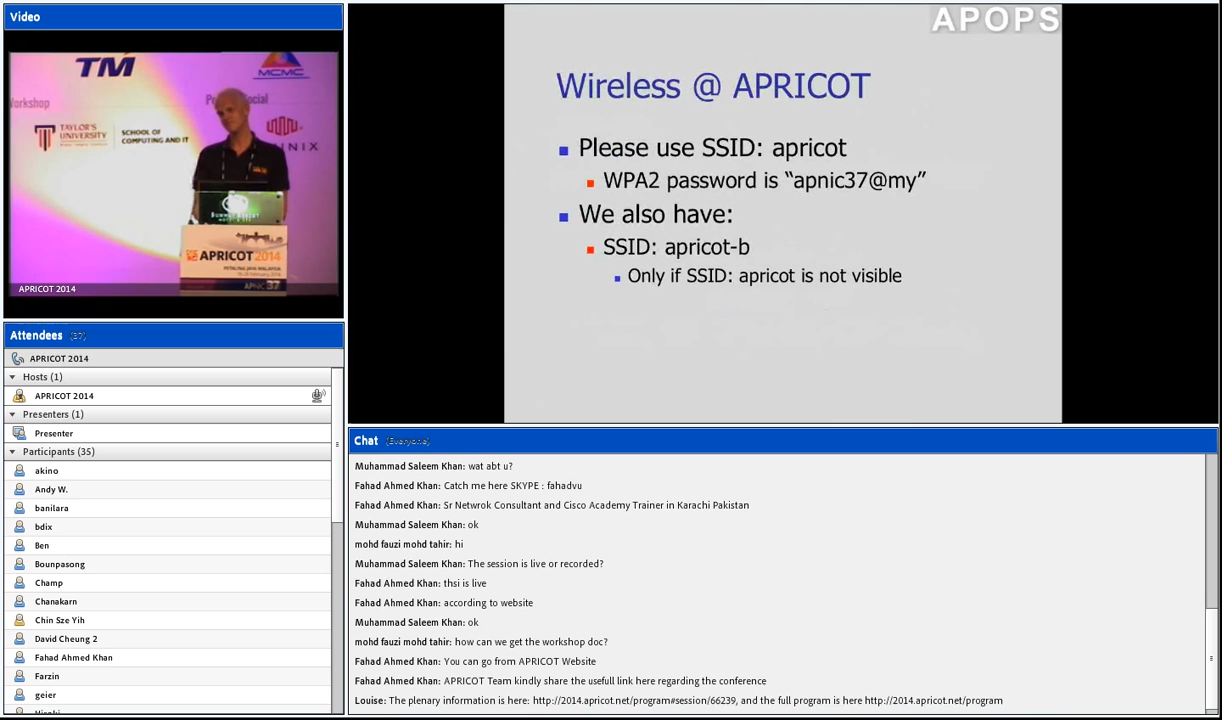 Video
TM
MCMC
Workshop
Social
TAYLOR'S
UNIVERSITY
SCHOOL OF
COMPUTING AND IT
NIX
APRICOT 2014
APNIC 37
APRICOT 2014
Attendees (37)
APRICOT 2014
Hosts (1)
APRICOT 2014
Presenters (1)
Presenter
Participants (35)
akino
Andy W.
banilara
bdix
Ben
Bounpasong
Champ
Chanakarn
Chin Sze Yih
David Cheung 2
Fahad Ahmed Khan
Farzin
geier
APOPS
Wireless @ APRICOT
Please use SSID: apricot
WPA2 password is “apnic37@my”
We also have:
SSID: apricot-b
Only if SSID: apricot is not visible
Chat (Everyone)
Muhammad Saleem Khan: wat abt u?
Fahad Ahmed Khan: Catch me here SKYPE : fahadvu
Fahad Ahmed Khan: Sr Netwrok Consultant and Cisco Academy Trainer in Karachi Pakistan
Muhammad Saleem Khan: ok
mohd fauzi mohd tahir: hi
Muhammad Saleem Khan: The session is live or recorded?
Fahad Ahmed Khan: thsi is live
Fahad Ahmed Khan: according to website
Muhammad Saleem Khan: ok
mohd fauzi mohd tahir: how can we get the workshop doc?
Fahad Ahmed Khan: You can go from APRICOT Website
Fahad Ahmed Khan: APRICOT Team kindly share the usefull link here regarding the conference
Louise: The plenary information is here: http://2014.apricot.net/program#session/66239, and the full program is here http://2014.apricot.net/program